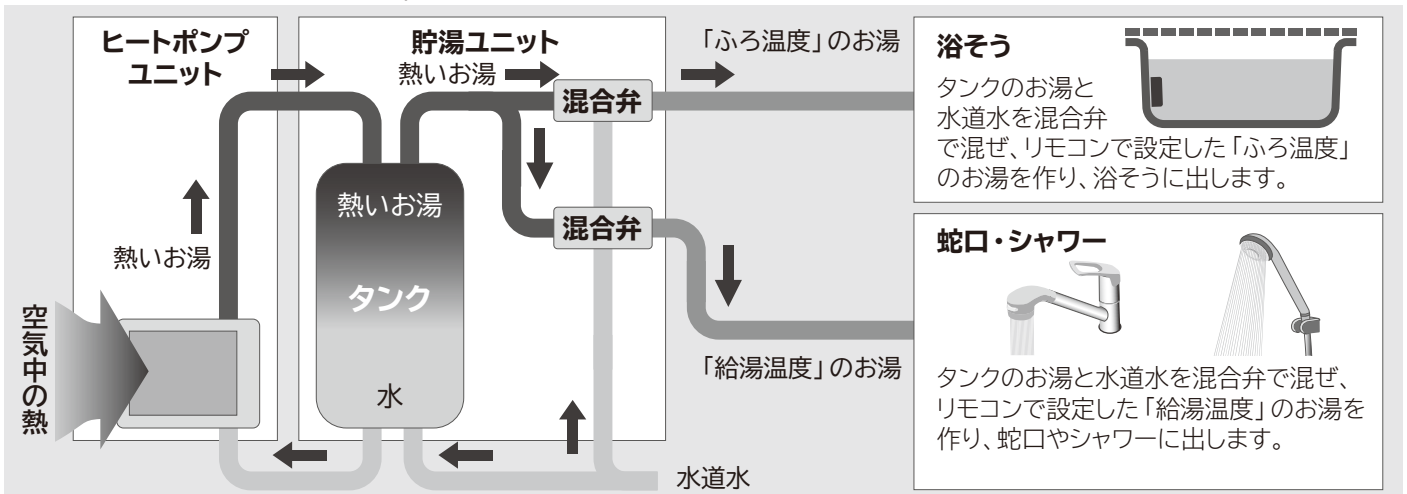 ヒートポンプ
ユニット
貯湯ユニット
熱いお湯
「ふろ温度」のお湯
混合弁
混合弁
熱いお湯
タンク
水
熱いお湯
空気中の熱
「給湯温度」のお湯
水道水
浴そう
タンクのお湯と
水道水を混合弁
で混ぜ、リモコンで設定した「ふろ温度」
のお湯を作り、浴そうに出します。
蛇口・シャワー
タンクのお湯と水道水を混合弁で混ぜ、
リモコンで設定した「給湯温度」のお湯を
作り、蛇口やシャワーに出します。